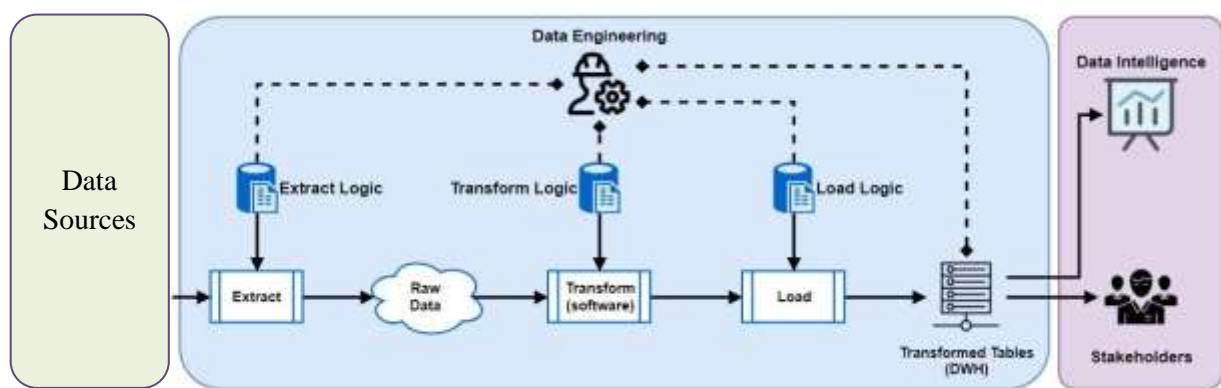 Data
Sources
Data Engineering
Extract Logic
Transform Logic
Load Logic
Extract
Raw
Data
Transform
(software)
Load
Transformed Tables
(DWH)
Data Intelligence
Stakeholders